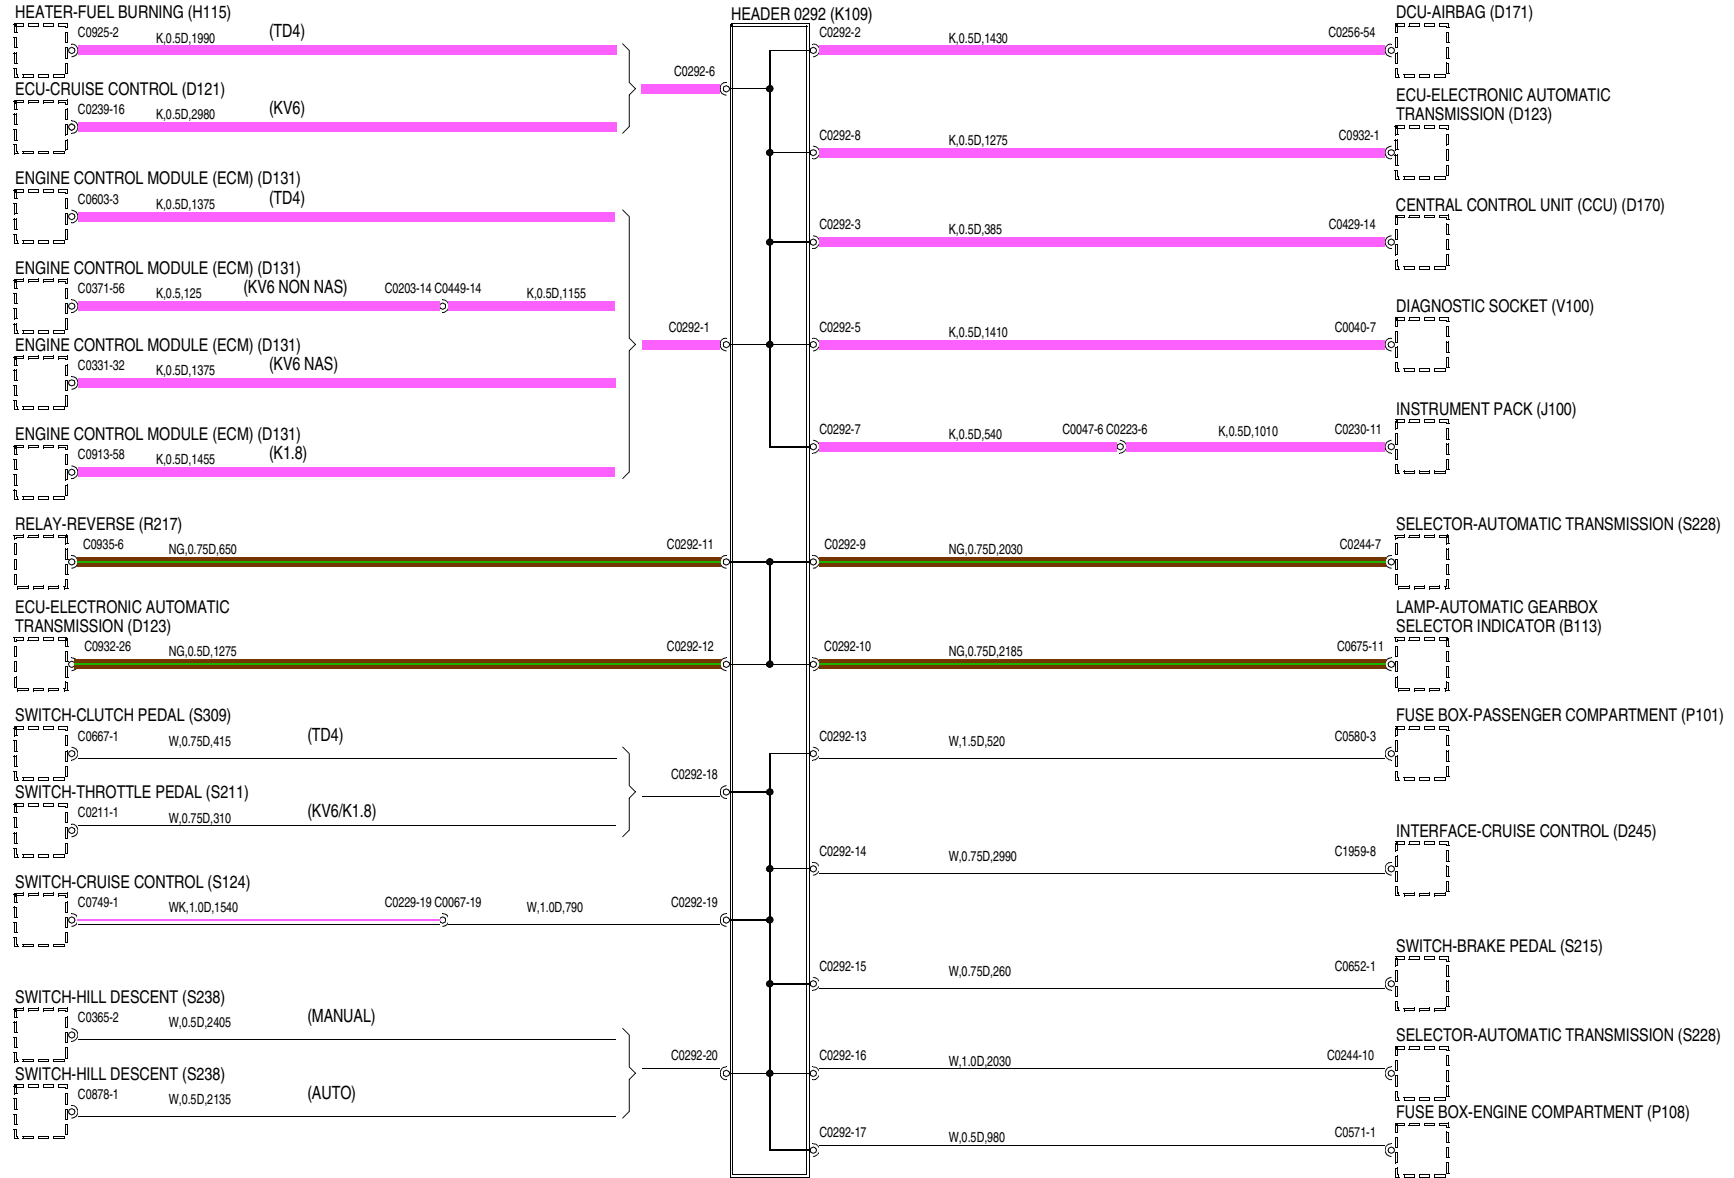 HEATER-FUEL BURNING (H115)
C0925-2
K,0.5D,1990
(TD4)
ECU-CRUISE CONTROL (D121)
C0239-16
K,0.5D,2980
(KV6)
C0292-6
ENGINE CONTROL MODULE (ECM) (D131)
C0603-3
K,0.5D,1375
(TD4)
ENGINE CONTROL MODULE (ECM) (D131)
C0371-56
K,0.5,125
(KV6 NON NAS)
C0203-14 C0449-14
K,0.5D,1155
ENGINE CONTROL MODULE (ECM) (D131)
C0331-32
K,0.5D,1375
(KV6 NAS)
C0292-1
ENGINE CONTROL MODULE (ECM) (D131)
C0913-58
K,0.5D,1455
(K1.8)
RELAY-REVERSE (R217)
C0935-6
NG,0.75D,650
C0292-11
ECU-ELECTRONIC AUTOMATIC
TRANSMISSION (D123)
C0932-26
NG,0.5D,1275
C0292-12
SWITCH-CLUTCH PEDAL (S309)
C0667-1
W,0.75D,415
(TD4)
SWITCH-THROTTLE PEDAL (S211)
C0211-1
W,0.75D,310
(KV6/K1.8)
C0292-18
SWITCH-CRUISE CONTROL (S124)
C0749-1
WK,1.0D,1540
C0229-19 C0067-19
W,1.0D,790
C0292-19
SWITCH-HILL DESCENT (S238)
C0365-2
W,0.5D,2405
(MANUAL)
SWITCH-HILL DESCENT (S238)
C0878-1
W,0.5D,2135
(AUTO)
C0292-20
HEADER 0292 (K109)
DCU-AIRBAG (D171)
C0292-2
K,0.5D,1430
C0256-54
ECU-ELECTRONIC AUTOMATIC
TRANSMISSION (D123)
C0292-8
K,0.5D,1275
C0932-1
CENTRAL CONTROL UNIT (CCU) (D170)
C0292-3
K,0.5D,385
C0429-14
DIAGNOSTIC SOCKET (V100)
C0292-5
K,0.5D,1410
C0040-7
INSTRUMENT PACK (J100)
C0292-7
K,0.5D,540
C0047-6 C0223-6
K,0.5D,1010
C0230-11
SELECTOR-AUTOMATIC TRANSMISSION (S228)
C0292-9
NG,0.75D,2030
C0244-7
LAMP-AUTOMATIC GEARBOX
SELECTOR INDICATOR (B113)
C0292-10
NG,0.75D,2185
C0675-11
FUSE BOX-PASSENGER COMPARTMENT (P101)
C0292-13
W,1.5D,520
C0580-3
INTERFACE-CRUISE CONTROL (D245)
C0292-14
W,0.75D,2990
C1959-8
SWITCH-BRAKE PEDAL (S215)
C0292-15
W,0.75D,260
C0652-1
SELECTOR-AUTOMATIC TRANSMISSION (S228)
C0292-16
W,1.0D,2030
C0244-10
FUSE BOX-ENGINE COMPARTMENT (P108)
C0292-17
W,0.5D,980
C0571-1